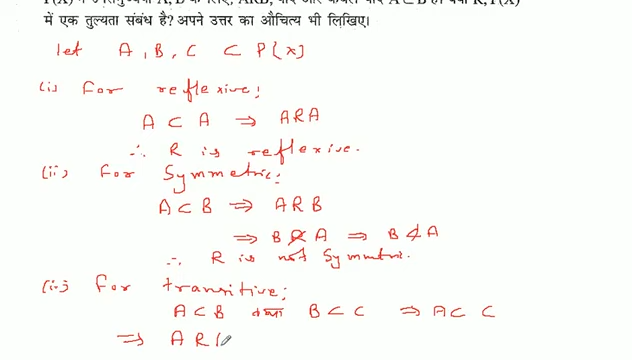 में एक तुल्यता संबंध है? अपने उत्तर का औचित्य भी लिखिए।
let A, B, C ⊂ P(X)
(i) for reflexive;
A ⊂ A ⇒ ARA
∴ R is reflexive.
(ii) for Symmetric;
A ⊂ B ⇒ ARB
⇒ B R̸ A ⇒ B ⊄ A
∴ R is not Symmetric.
(iii) for transitive;
A ⊂ B तथा B ⊂ C ⇒ A ⊂ C
⇒ AR